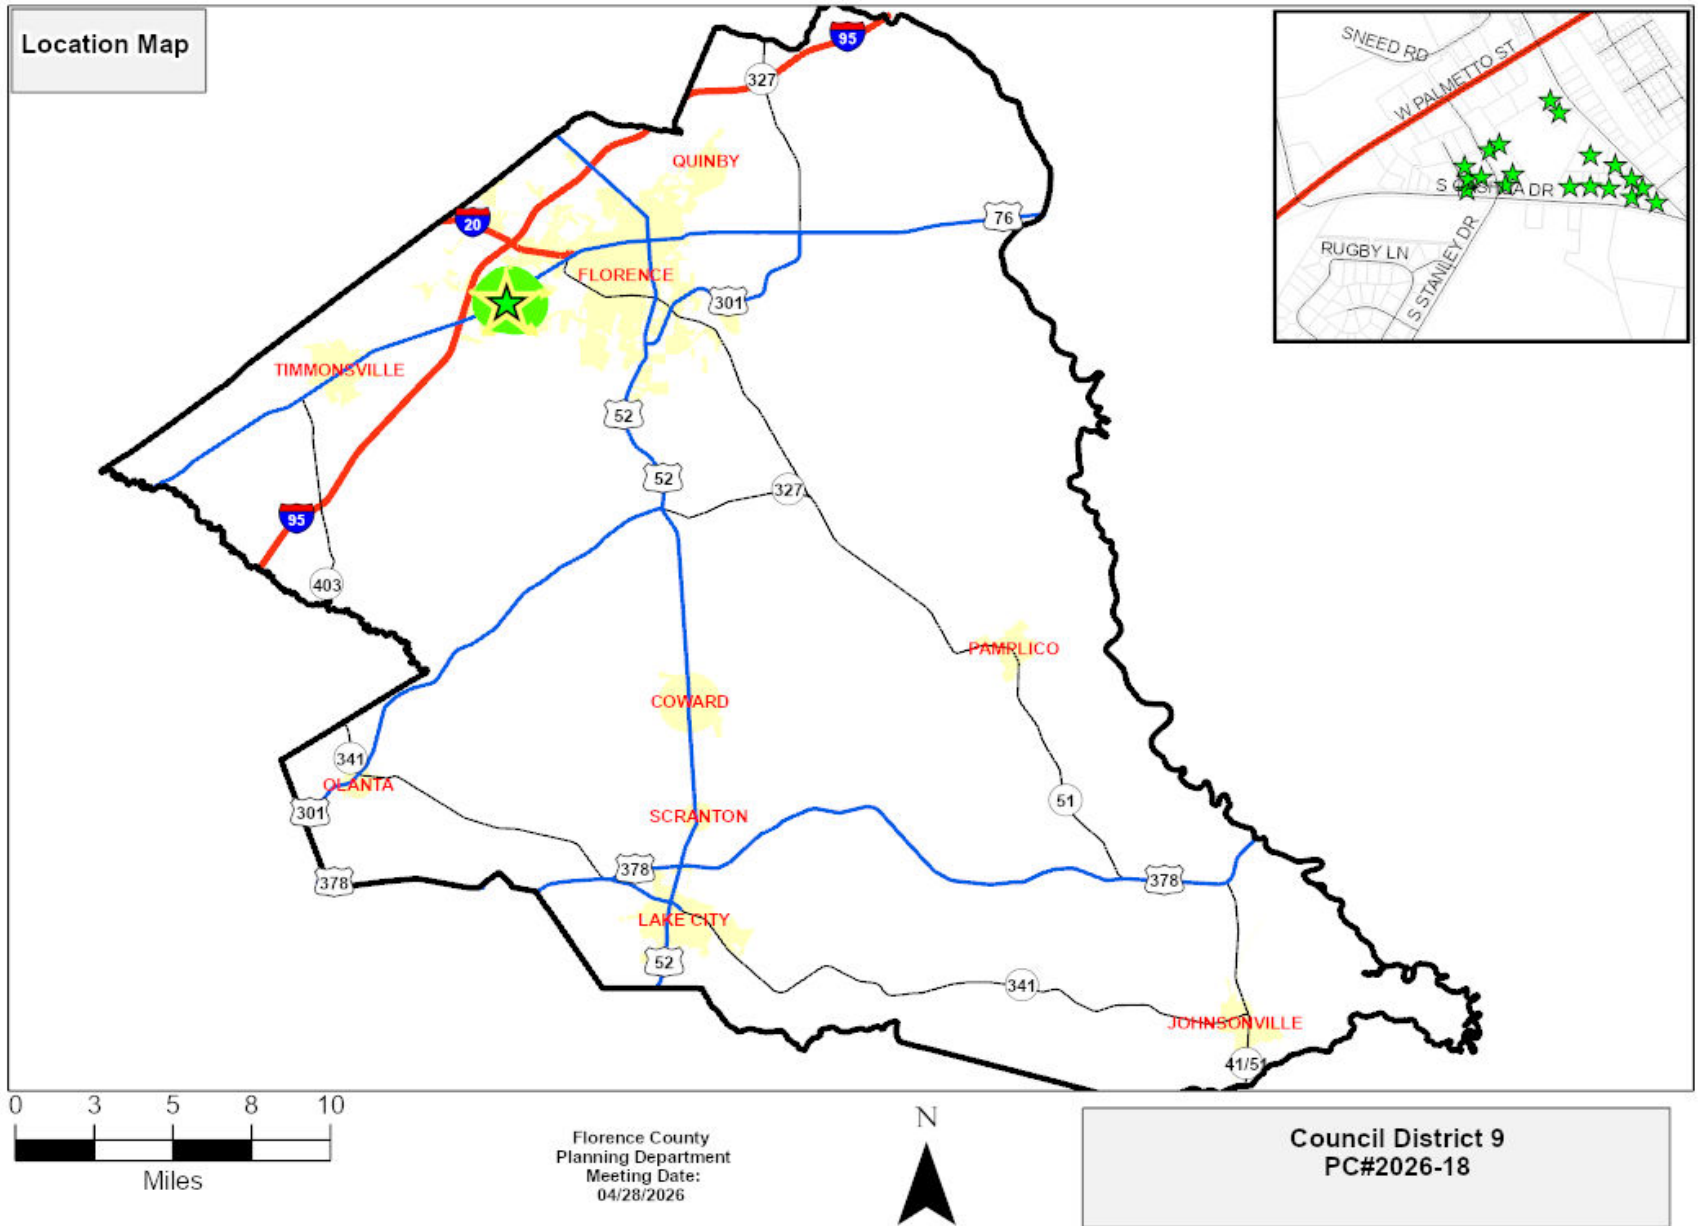 Location Map
95
327
SNEED RD
W PALMETTO ST
S CASHUA DR
RUGBY LN
S STANLEY DR
QUINBY
20
76
FLORENCE
301
TIMMONSVILLE
52
52
327
95
403
PAMPLICO
COWARD
341
OLANTA
301
51
SCRANTON
378
378
378
LAKE CITY
52
341
JOHNSONVILLE
41/51
0 3 5 8 10
Miles
Florence County
Planning Department
Meeting Date:
04/28/2026
N
Council District 9
PC#2026-18